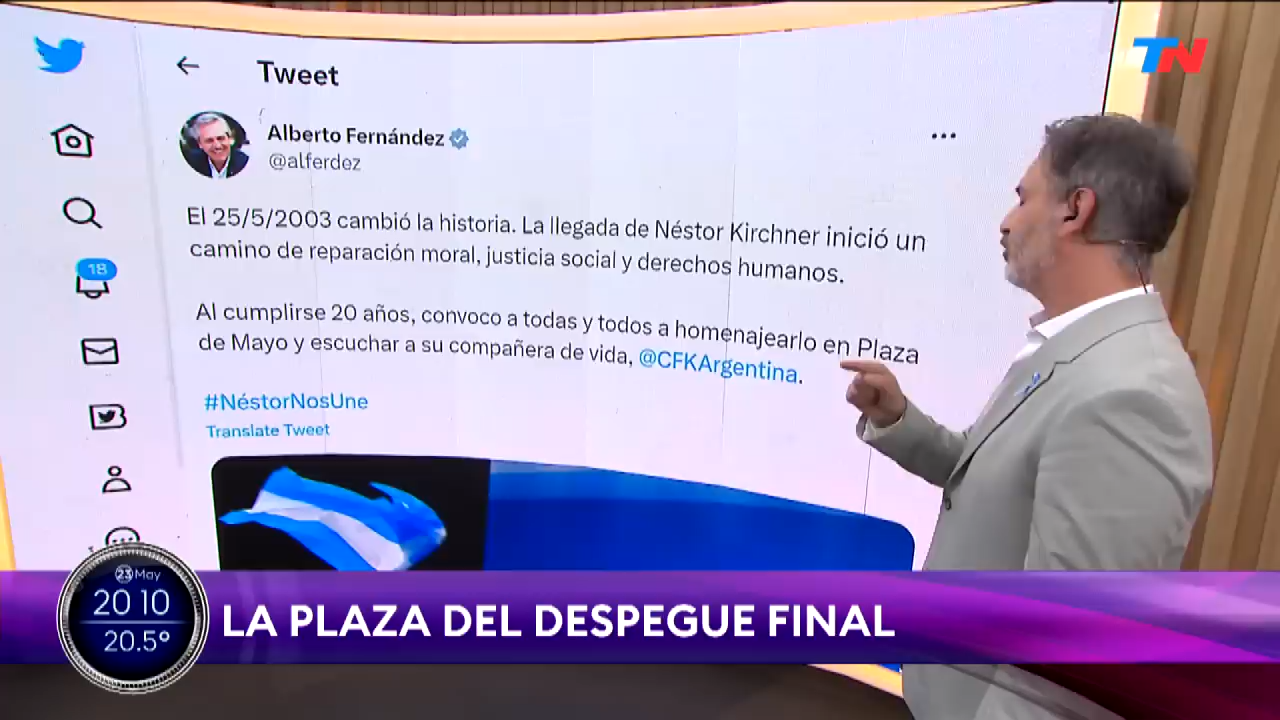 TN
Tweet
Alberto Fernández
@alferdez
El 25/5/2003 cambió la historia. La llegada de Néstor Kirchner inició un
camino de reparación moral, justicia social y derechos humanos.
Al cumplirse 20 años, convoco a todas y todos a homenajearlo en Plaza
de Mayo y escuchar a su compañera de vida, @CFKArgentina.
#NéstorNosUne
Translate Tweet
18
23 May
20 10
20.5°
LA PLAZA DEL DESPEGUE FINAL